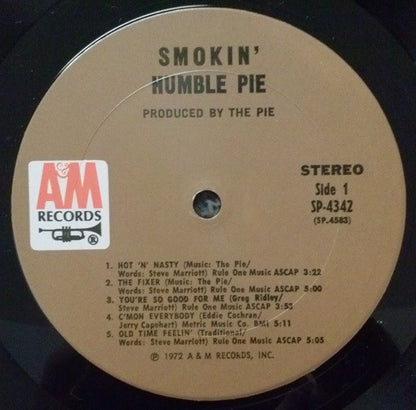 SMOKIN'
HUMBLE PIE
PRODUCED BY THE PIE
A&M
RECORDS
®
STEREO
Side 1
SP-4342
(SP.4583)
1. HOT 'N' NASTY (Music: The Pie/
Words: Steve Marriott) Rule One Music ASCAP 3:22
2. THE FIXER (Music: The Pie/
Words: Steve Marriott) Rule One Music ASCAP 5:00
3. YOU'RE SO GOOD FOR ME (Greg Ridley/
Steve Marriott) Rule One Music ASCAP 3:53
4. C'MON EVERYBODY (Eddie Cochran/
Jerry Capehart) Metric Music Co. BMI 5:11
5. OLD TIME FEELIN' (Traditional/
Words: Steve Marriott) Rule One Music ASCAP 5:05
℗ 1972 A & M RECORDS, INC.